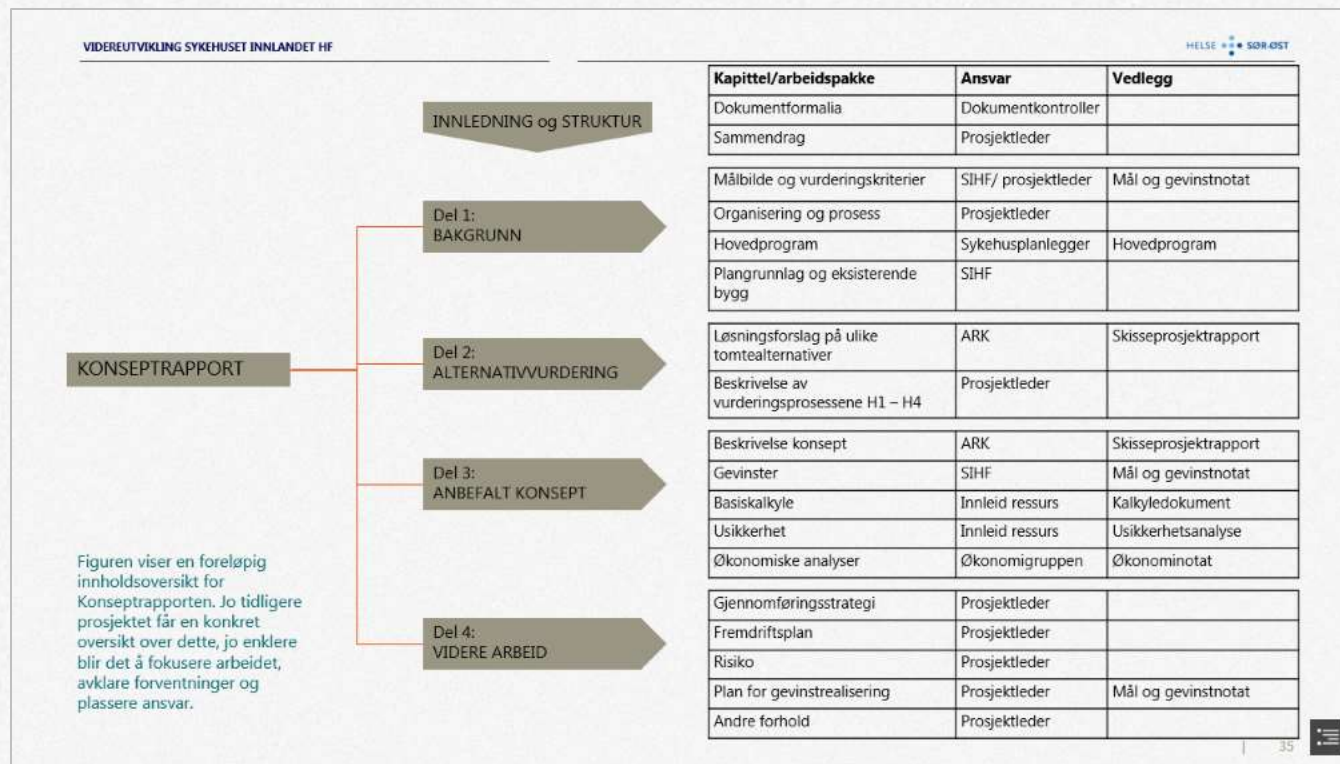 VIDEREUTVIKLING SYKEHUSET INNLANDET HF
HELSE SØR-ØST
Kapittel/arbeidspakke Ansvar Vedlegg
INNLEDNING og STRUKTUR
Dokumentformalia Dokumentkontroller
Sammendrag Prosjektleder
Del 1:
BAKGRUNN
Målbilde og vurderingskriterier SIHF/ prosjektleder Mål og gevinstnotat
Organisering og prosess Prosjektleder
Hovedprogram Sykehusplanlegger Hovedprogram
Plangrunnlag og eksisterende SIHF
bygg
KONSEPTRAPPORT
Del 2:
ALTERNATIVVURDERING
Løsningsforslag på ulike ARK Skisseprosjektrapport
tomtealternativer
Beskrivelse av Prosjektleder
vurderingsprosessene H1 – H4
Del 3:
ANBEFALT KONSEPT
Beskrivelse konsept ARK Skisseprosjektrapport
Gevinster SIHF Mål og gevinstnotat
Basiskalkyle Innleid ressurs Kalkyledokument
Usikkerhet Innleid ressurs Usikkerhetsanalyse
Økonomiske analyser Økonomigruppen Økonominotat
Del 4:
VIDERE ARBEID
Gjennomføringsstrategi Prosjektleder
Fremdriftsplan Prosjektleder
Risiko Prosjektleder
Plan for gevinstrealisering Prosjektleder Mål og gevinstnotat
Andre forhold Prosjektleder
Figuren viser en foreløpig
innholdsoversikt for
Konseptrapporten. Jo tidligere
prosjektet får en konkret
oversikt over dette, jo enklere
blir det å fokusere arbeidet,
avklare forventninger og
plassere ansvar.
| 35